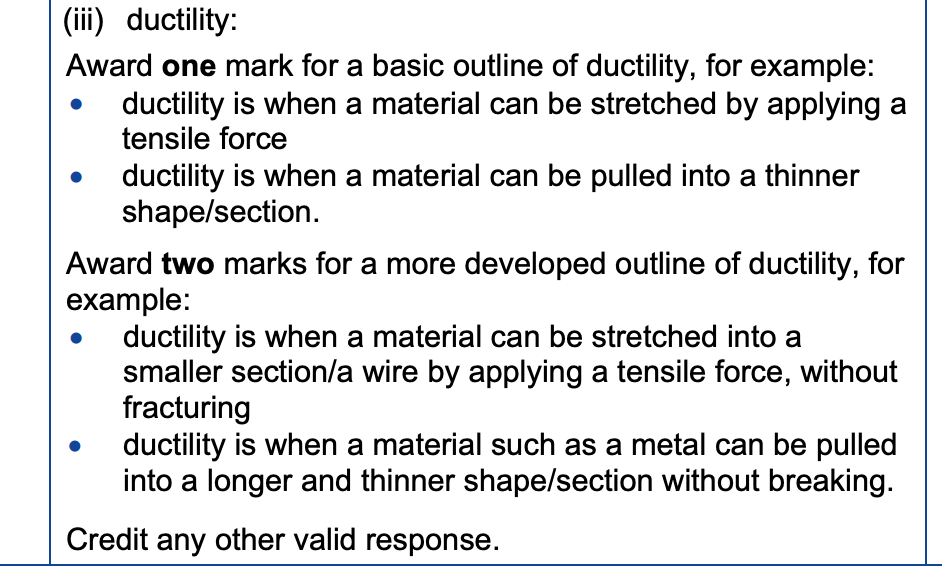 (iii) ductility:
Award one mark for a basic outline of ductility, for example:
• ductility is when a material can be stretched by applying a
tensile force
• ductility is when a material can be pulled into a thinner
shape/section.
Award two marks for a more developed outline of ductility, for
example:
• ductility is when a material can be stretched into a
smaller section/a wire by applying a tensile force, without
fracturing
• ductility is when a material such as a metal can be pulled
into a longer and thinner shape/section without breaking.
Credit any other valid response.